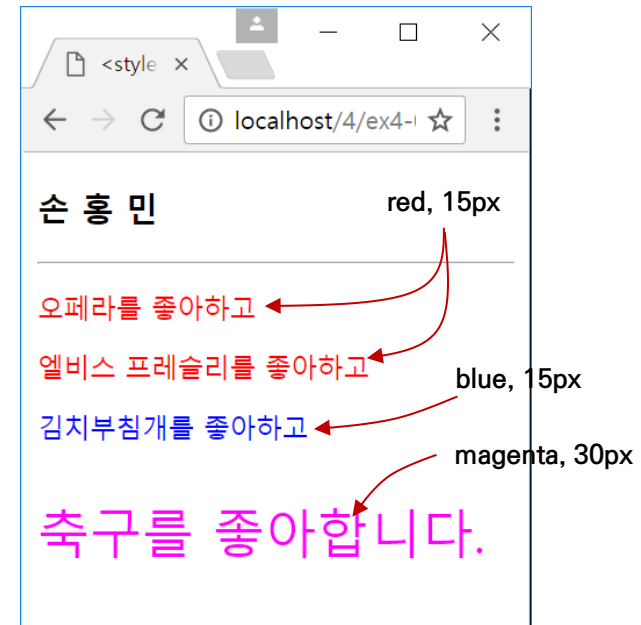 <style
localhost/4/ex4-
손 홍 민
red, 15px
오페라를 좋아하고
엘비스 프레슬리를 좋아하고
blue, 15px
김치부침개를 좋아하고
magenta, 30px
축구를 좋아합니다.